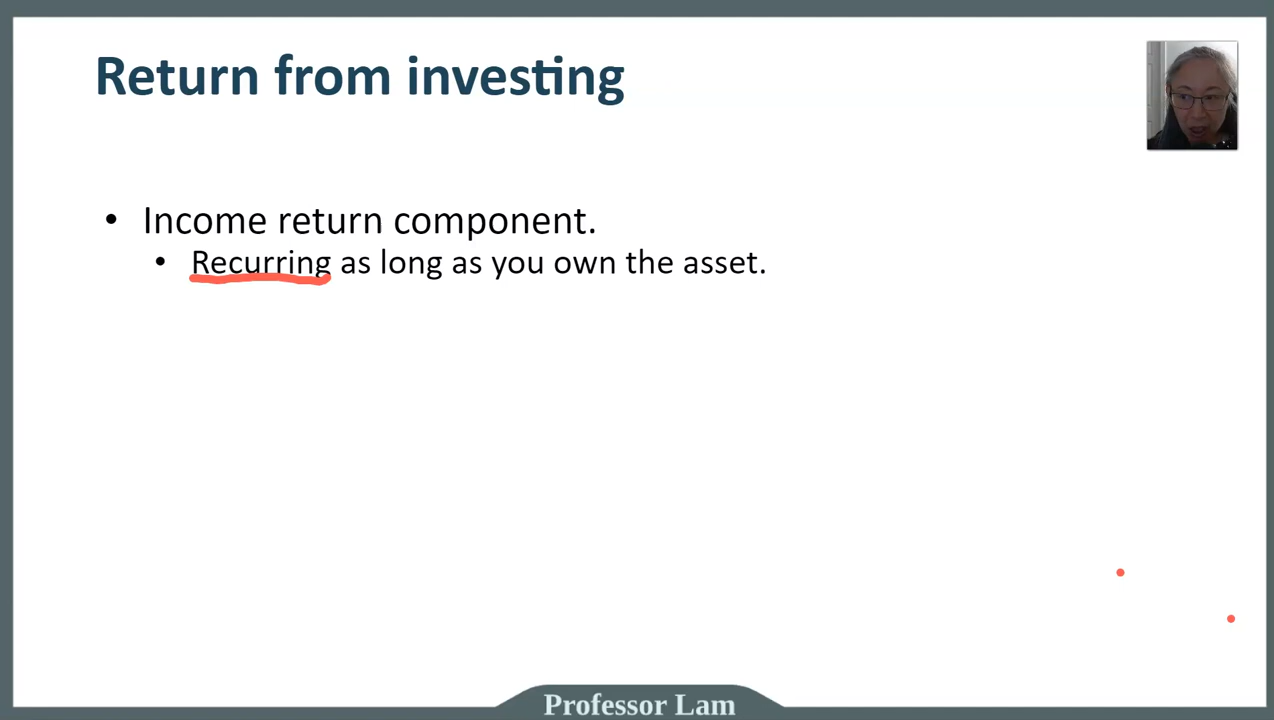 Return from investing
• Income return component.
• Recurring as long as you own the asset.
Professor Lam